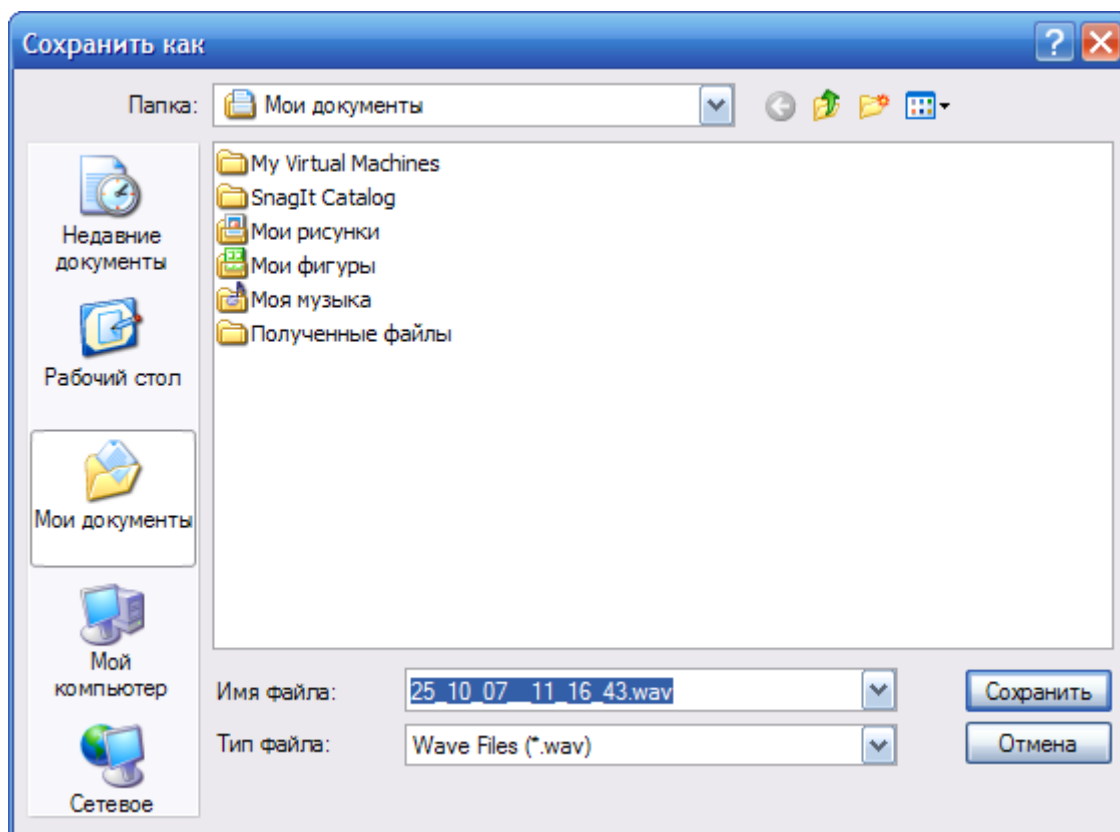 Сохранить как
Папка:
Мои документы
My Virtual Machines
SnagIt Catalog
Мои рисунки
Мои фигуры
Моя музыка
Полученные файлы
Недавние
документы
Рабочий стол
Мои документы
Мой
компьютер
Сетевое
Имя файла:
25_10_07__11_16_43.wav
Сохранить
Тип файла:
Wave Files (*.wav)
Отмена